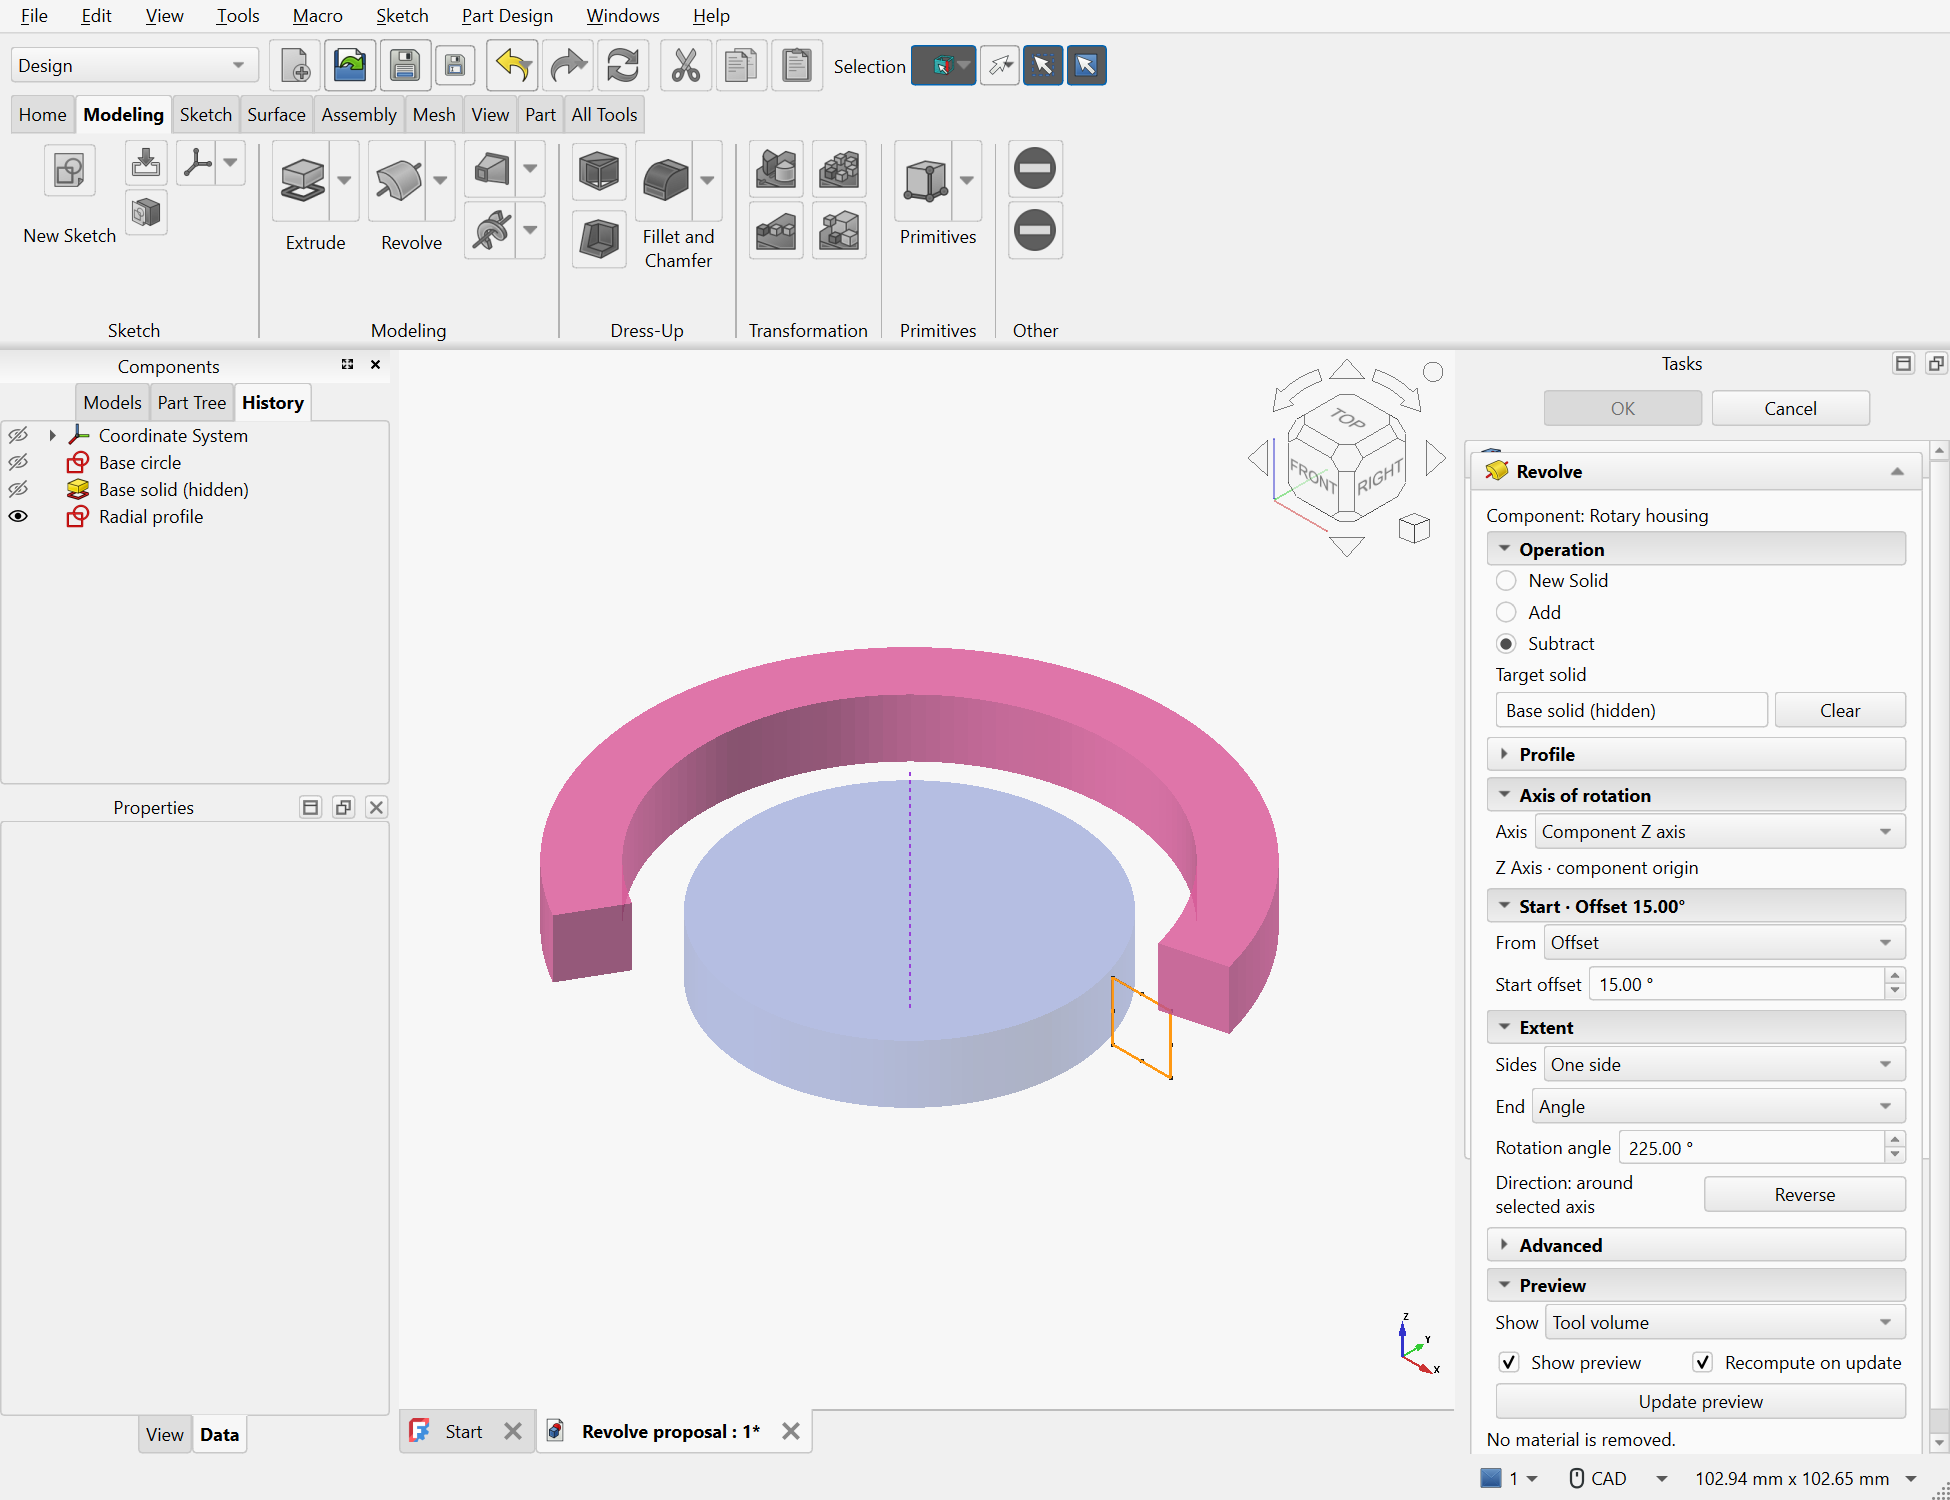 File Edit View Tools Macro Sketch Part Design Windows Help
Design
Selection
Home Modeling Sketch Surface Assembly Mesh View Part All Tools
New Sketch
Extrude
Revolve
Fillet and
Chamfer
Primitives
Sketch Modeling Dress-Up Transformation Primitives Other
Components
Models Part Tree History
Coordinate System
Base circle
Base solid (hidden)
Radial profile
Properties
View Data
TOP
FRONT
RIGHT
Z
Y
X
Start
Revolve proposal : 1*
Tasks
OK Cancel
Revolve
Component: Rotary housing
Operation
New Solid
Add
Subtract
Target solid
Base solid (hidden) Clear
Profile
Axis of rotation
Axis Component Z axis
Z Axis · component origin
Start · Offset 15.00°
From Offset
Start offset 15.00 °
Extent
Sides One side
End Angle
Rotation angle 225.00 °
Direction: around
selected axis
Reverse
Advanced
Preview
Show Tool volume
Show preview Recompute on update
Update preview
No material is removed.
1 CAD 102.94 mm x 102.65 mm